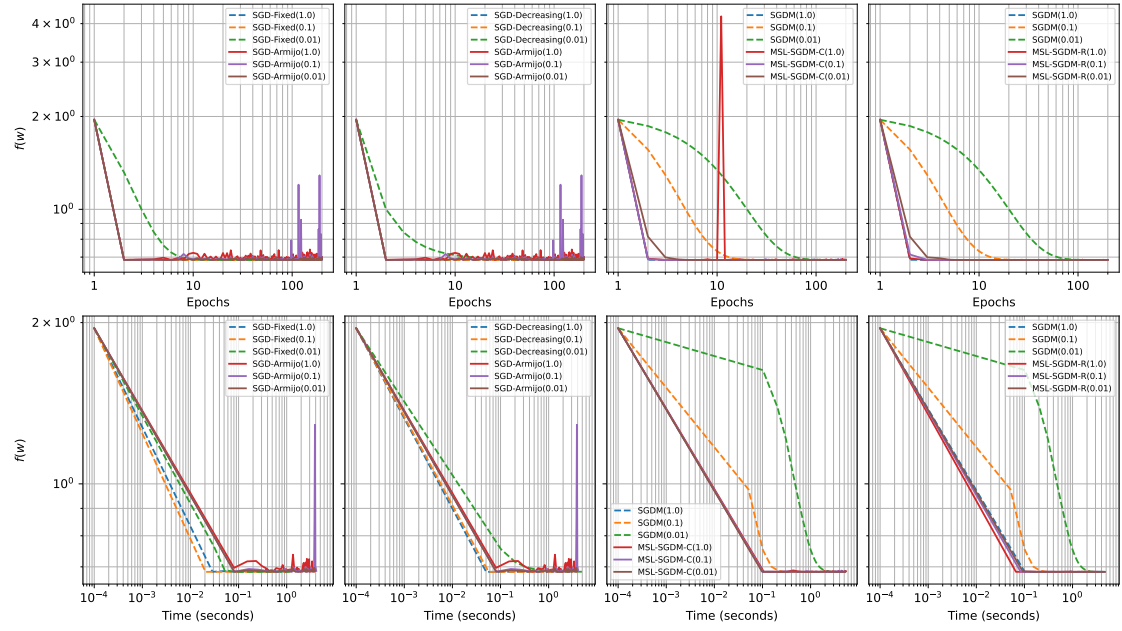 4 × 10⁰
3 × 10⁰
2 × 10⁰
10⁰
f(w)
SGD-Fixed(1.0)
SGD-Fixed(0.1)
SGD-Fixed(0.01)
SGD-Armijo(1.0)
SGD-Armijo(0.1)
SGD-Armijo(0.01)
1 10 100
Epochs
SGD-Decreasing(1.0)
SGD-Decreasing(0.1)
SGD-Decreasing(0.01)
SGD-Armijo(1.0)
SGD-Armijo(0.1)
SGD-Armijo(0.01)
1 10 100
Epochs
SGDM(1.0)
SGDM(0.1)
SGDM(0.01)
MSL-SGDM-C(1.0)
MSL-SGDM-C(0.1)
MSL-SGDM-C(0.01)
1 10 100
Epochs
SGDM(1.0)
SGDM(0.1)
SGDM(0.01)
MSL-SGDM-R(1.0)
MSL-SGDM-R(0.1)
MSL-SGDM-R(0.01)
1 10 100
Epochs
2 × 10⁰
10⁰
f(w)
SGD-Fixed(1.0)
SGD-Fixed(0.1)
SGD-Fixed(0.01)
SGD-Armijo(1.0)
SGD-Armijo(0.1)
SGD-Armijo(0.01)
10⁻⁴ 10⁻³ 10⁻² 10⁻¹ 10⁰
Time (seconds)
SGD-Decreasing(1.0)
SGD-Decreasing(0.1)
SGD-Decreasing(0.01)
SGD-Armijo(1.0)
SGD-Armijo(0.1)
SGD-Armijo(0.01)
10⁻⁴ 10⁻³ 10⁻² 10⁻¹ 10⁰
Time (seconds)
SGDM(1.0)
SGDM(0.1)
SGDM(0.01)
MSL-SGDM-C(1.0)
MSL-SGDM-C(0.1)
MSL-SGDM-C(0.01)
10⁻⁴ 10⁻³ 10⁻² 10⁻¹ 10⁰
Time (seconds)
SGDM(1.0)
SGDM(0.1)
SGDM(0.01)
MSL-SGDM-R(1.0)
MSL-SGDM-R(0.1)
MSL-SGDM-R(0.01)
10⁻⁴ 10⁻³ 10⁻² 10⁻¹ 10⁰
Time (seconds)